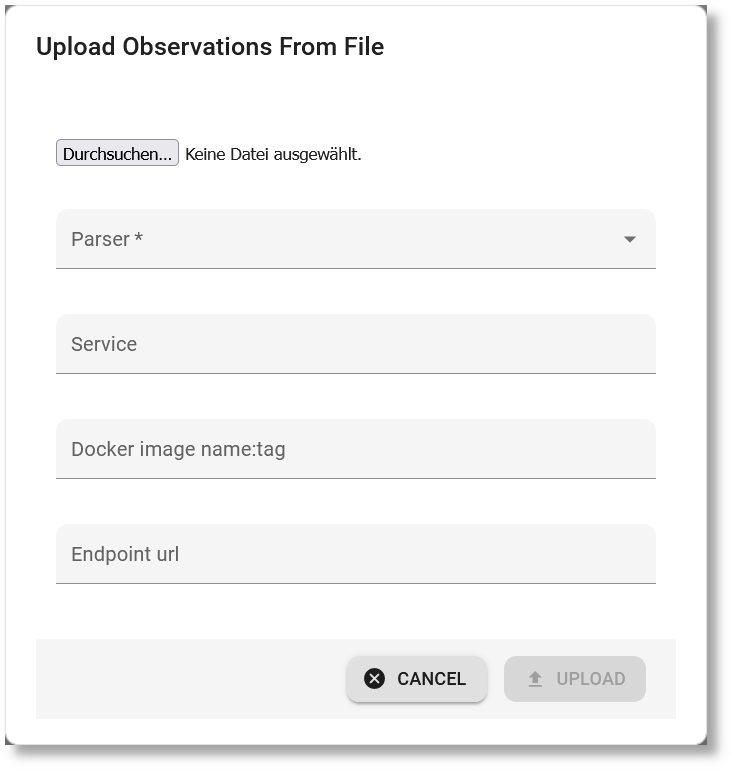 Upload Observations From File
Durchsuchen... Keine Datei ausgewählt.
Parser *
Service
Docker image name:tag
Endpoint url
CANCEL UPLOAD